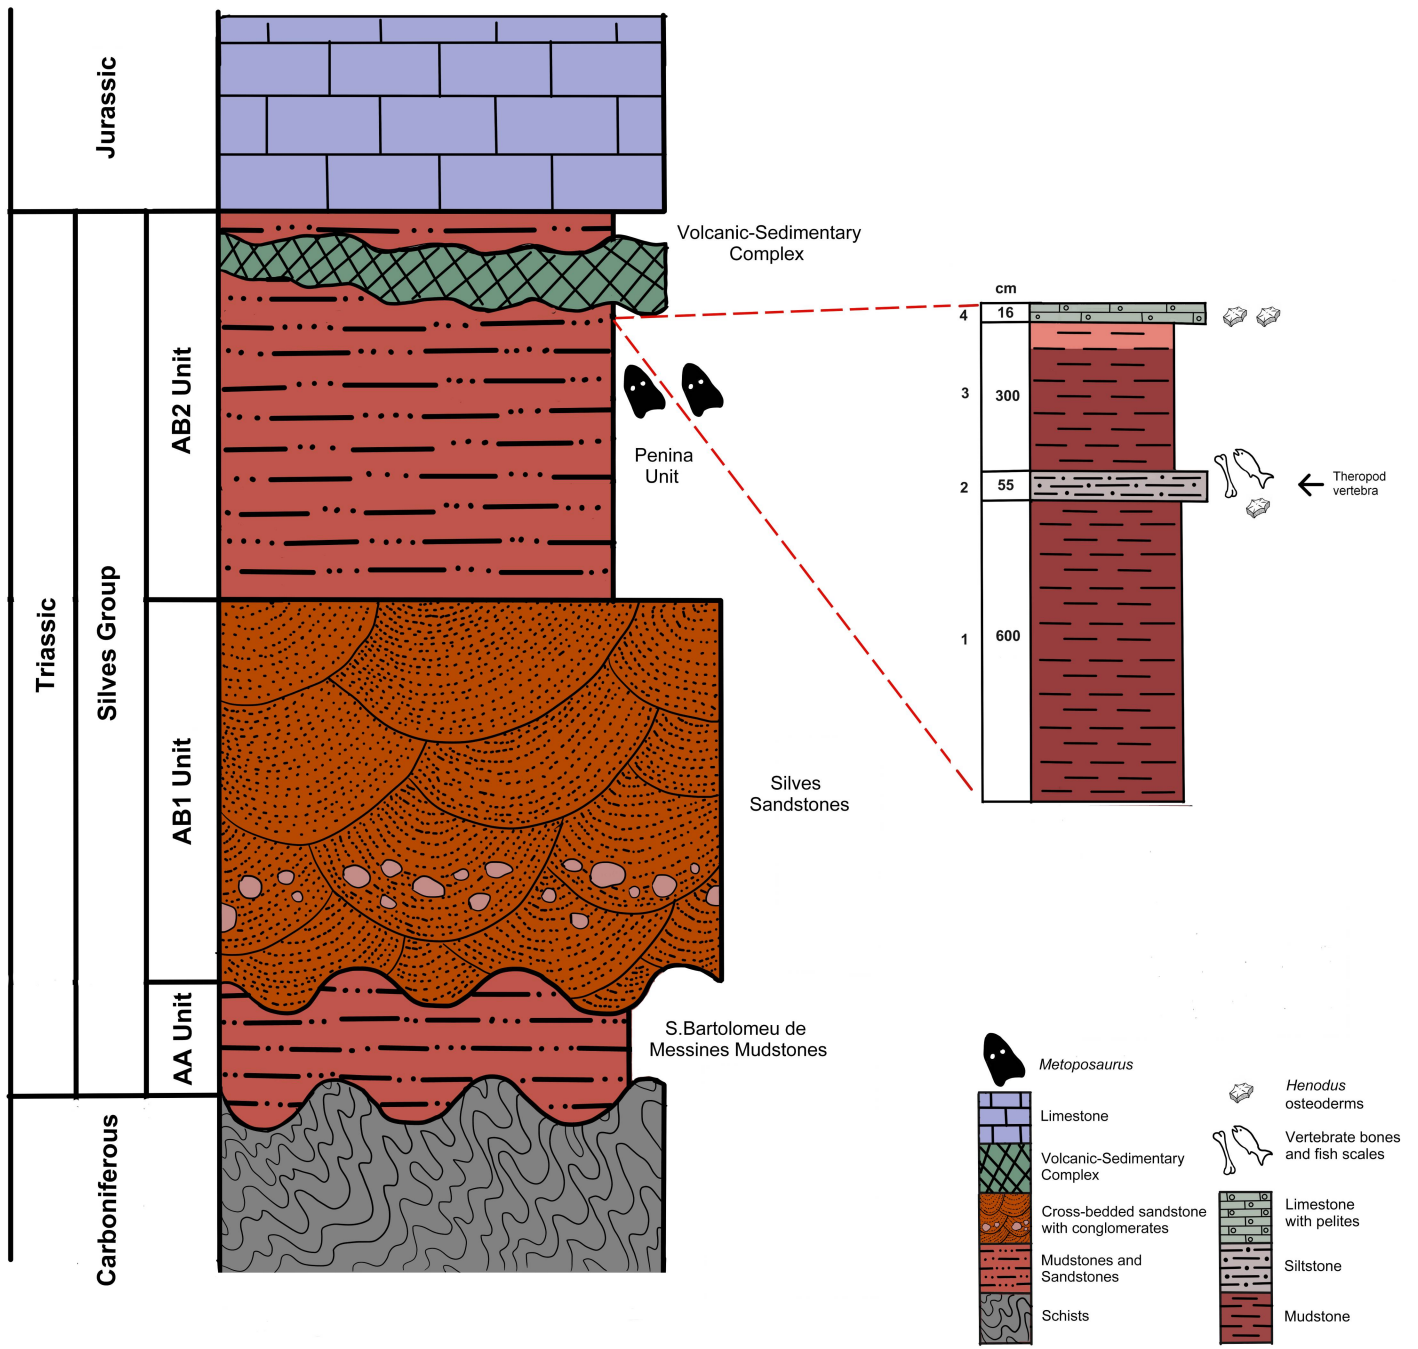 Jurassic
Triassic
Silves Group
AB2 Unit
AB1 Unit
AA Unit
Carboniferous
Volcanic-Sedimentary
Complex
Penina
Unit
Silves
Sandstones
S.Bartolomeu de
Messines Mudstones
cm
4
16
3
300
2
55
1
600
Theropod
vertebra
Metoposaurus
Limestone
Volcanic-Sedimentary
Complex
Cross-bedded sandstone
with conglomerates
Mudstones and
Sandstones
Schists
Henodus
osteoderms
Vertebrate bones
and fish scales
Limestone
with pelites
Siltstone
Mudstone